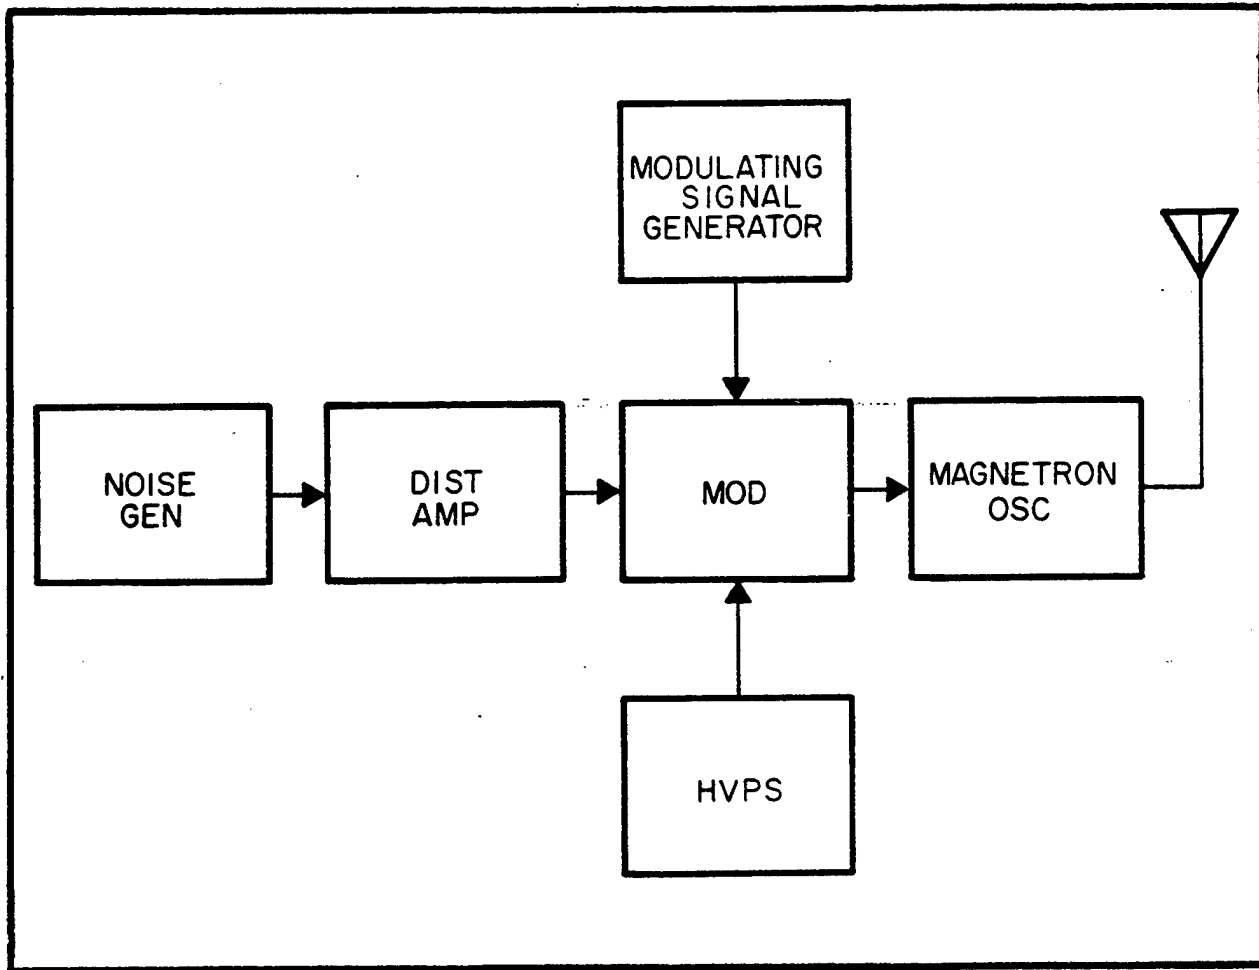 MODULATING
SIGNAL
GENERATOR
NOISE
GEN
DIST
AMP
MOD
MAGNETRON
OSC
HVPS